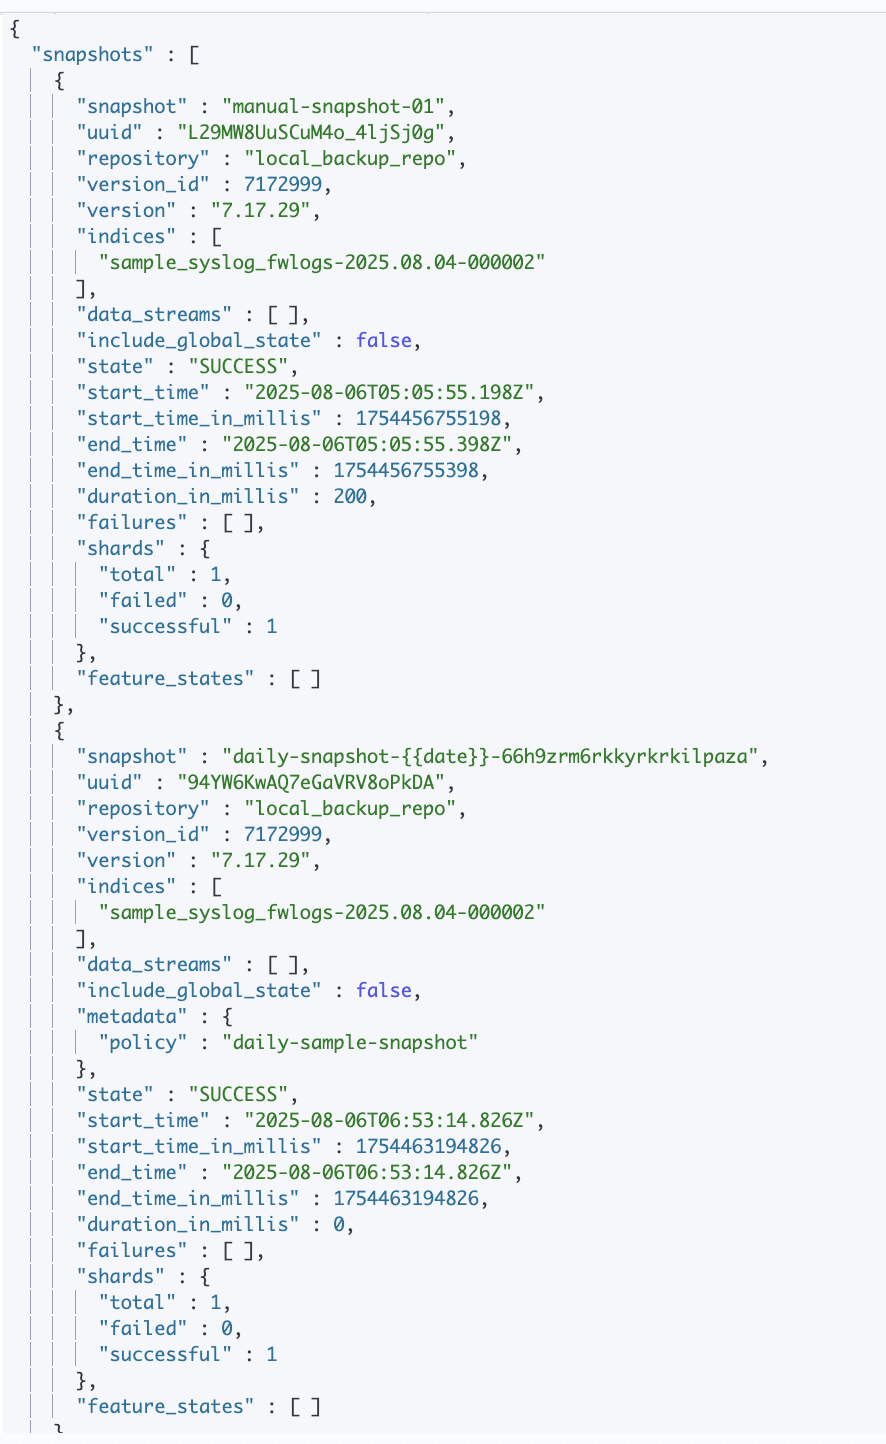 {
"snapshots" : [
{
"snapshot" : "manual-snapshot-01",
"uuid" : "L29MW8UuSCuM4o_4ljSj0g",
"repository" : "local_backup_repo",
"version_id" : 7172999,
"version" : "7.17.29",
"indices" : [
"sample_syslog_fwlogs-2025.08.04-000002"
],
"data_streams" : [ ],
"include_global_state" : false,
"state" : "SUCCESS",
"start_time" : "2025-08-06T05:05:55.198Z",
"start_time_in_millis" : 1754456755198,
"end_time" : "2025-08-06T05:05:55.398Z",
"end_time_in_millis" : 1754456755398,
"duration_in_millis" : 200,
"failures" : [ ],
"shards" : {
"total" : 1,
"failed" : 0,
"successful" : 1
},
"feature_states" : [ ]
},
{
"snapshot" : "daily-snapshot-{{date}}-66h9zrm6rkkyrkrkilpaza",
"uuid" : "94YW6KwAQ7eGaVRV8oPkDA",
"repository" : "local_backup_repo",
"version_id" : 7172999,
"version" : "7.17.29",
"indices" : [
"sample_syslog_fwlogs-2025.08.04-000002"
],
"data_streams" : [ ],
"include_global_state" : false,
"metadata" : {
"policy" : "daily-sample-snapshot"
},
"state" : "SUCCESS",
"start_time" : "2025-08-06T06:53:14.826Z",
"start_time_in_millis" : 1754463194826,
"end_time" : "2025-08-06T06:53:14.826Z",
"end_time_in_millis" : 1754463194826,
"duration_in_millis" : 0,
"failures" : [ ],
"shards" : {
"total" : 1,
"failed" : 0,
"successful" : 1
},
"feature_states" : [ ]
}